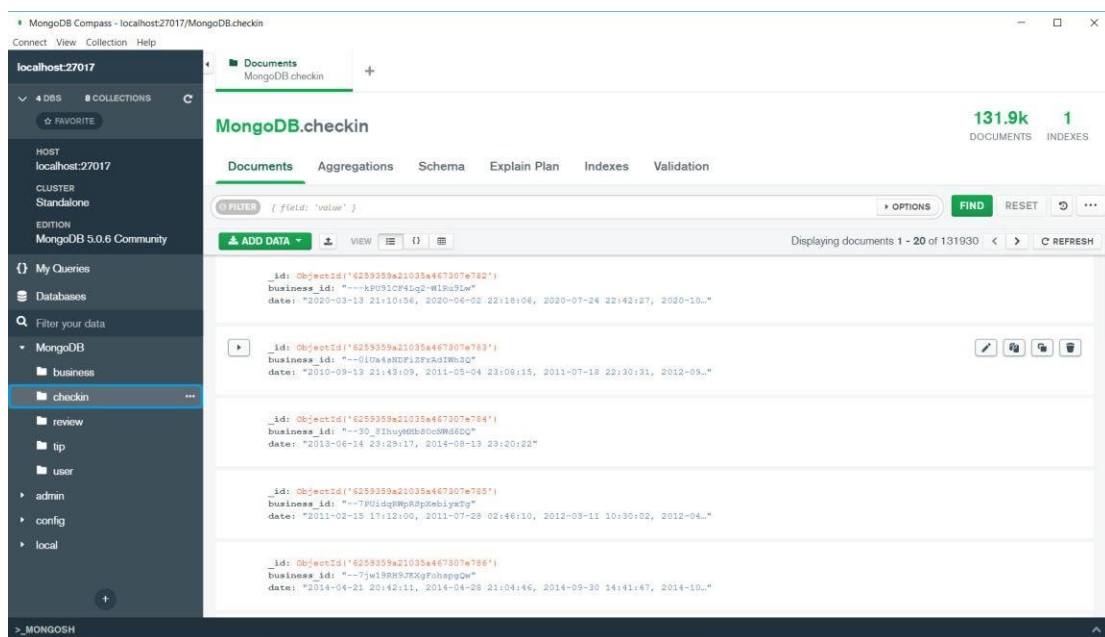 MongoDB Compass - localhost:27017/MongoDB.checkin
Connect View Collection Help
localhost:27017
4 DBS 8 COLLECTIONS
FAVORITE
HOST
localhost:27017
CLUSTER
Standalone
EDITION
MongoDB 5.0.6 Community
{} My Queries
Databases
Filter your data
MongoDB
business
checkin
review
tip
user
admin
config
local
Documents
MongoDB.checkin
MongoDB.checkin
131.9k
DOCUMENTS
1
INDEXES
Documents Aggregations Schema Explain Plan Indexes Validation
FILTER { field: 'value' } OPTIONS FIND RESET
ADD DATA VIEW {} Displaying documents 1 - 20 of 131930 < > REFRESH
_id: ObjectId('6259359a21035a467307e782')
business_id:
date: "2020-03-13 21:10:56, 2020-06-02 22:18:06, 2020-07-24 22:42:27, 2020-10…"
_id: ObjectId('6259359a21035a467307e783')
business_id:
date: "2010-09-13 21:43:09, 2011-05-04 23:08:15, 2011-07-18 22:30:31, 2012-09…"
_id: ObjectId('6259359a21035a467307e784')
business_id:
date: "2013-06-14 23:29:17, 2014-08-13 23:20:22"
_id: ObjectId('6259359a21035a467307e785')
business_id:
date: "2011-02-15 17:12:00, 2011-07-28 02:46:10, 2012-03-11 10:30:02, 2012-04…"
_id: ObjectId('6259359a21035a467307e786')
business_id:
date: "2014-04-21 20:42:11, 2014-04-28 21:04:46, 2014-09-30 14:41:47, 2014-10…"
>_MONGOSH